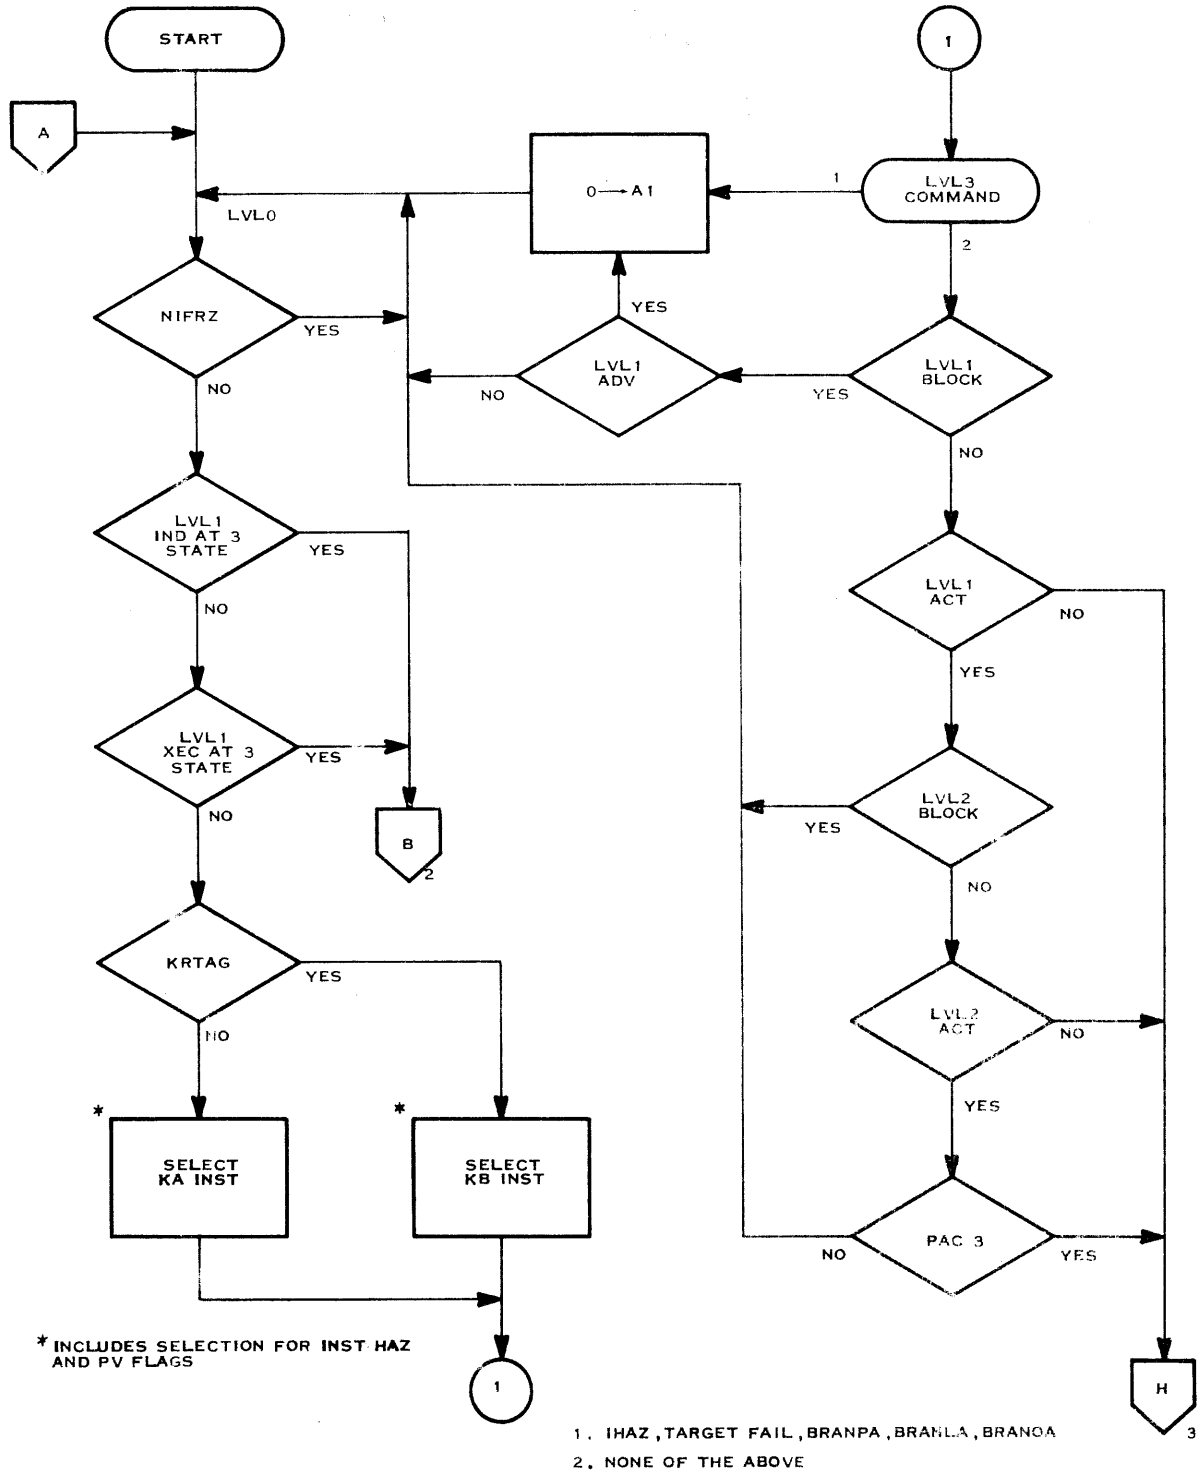 START
1
A
0 → A1
1
LVL3
COMMAND
LVL0
2
NIFRZ
YES
YES
LVL1
ADV
LVL1
BLOCK
NO
NO
YES
NO
LVL1
IND AT 3
STATE
YES
NO
LVL1
ACT
NO
YES
LVL1
XEC AT 3
STATE
YES
NO
LVL2
BLOCK
YES
B
2
NO
KRTAG
YES
NO
LVL2
ACT
NO
YES
*
SELECT
KA INST
*
SELECT
KB INST
PAC 3
NO
YES
* INCLUDES SELECTION FOR INST HAZ
AND PV FLAGS
1
H
3
1. IHAZ, TARGET FAIL, BRANPA, BRANLA, BRANOA
2. NONE OF THE ABOVE